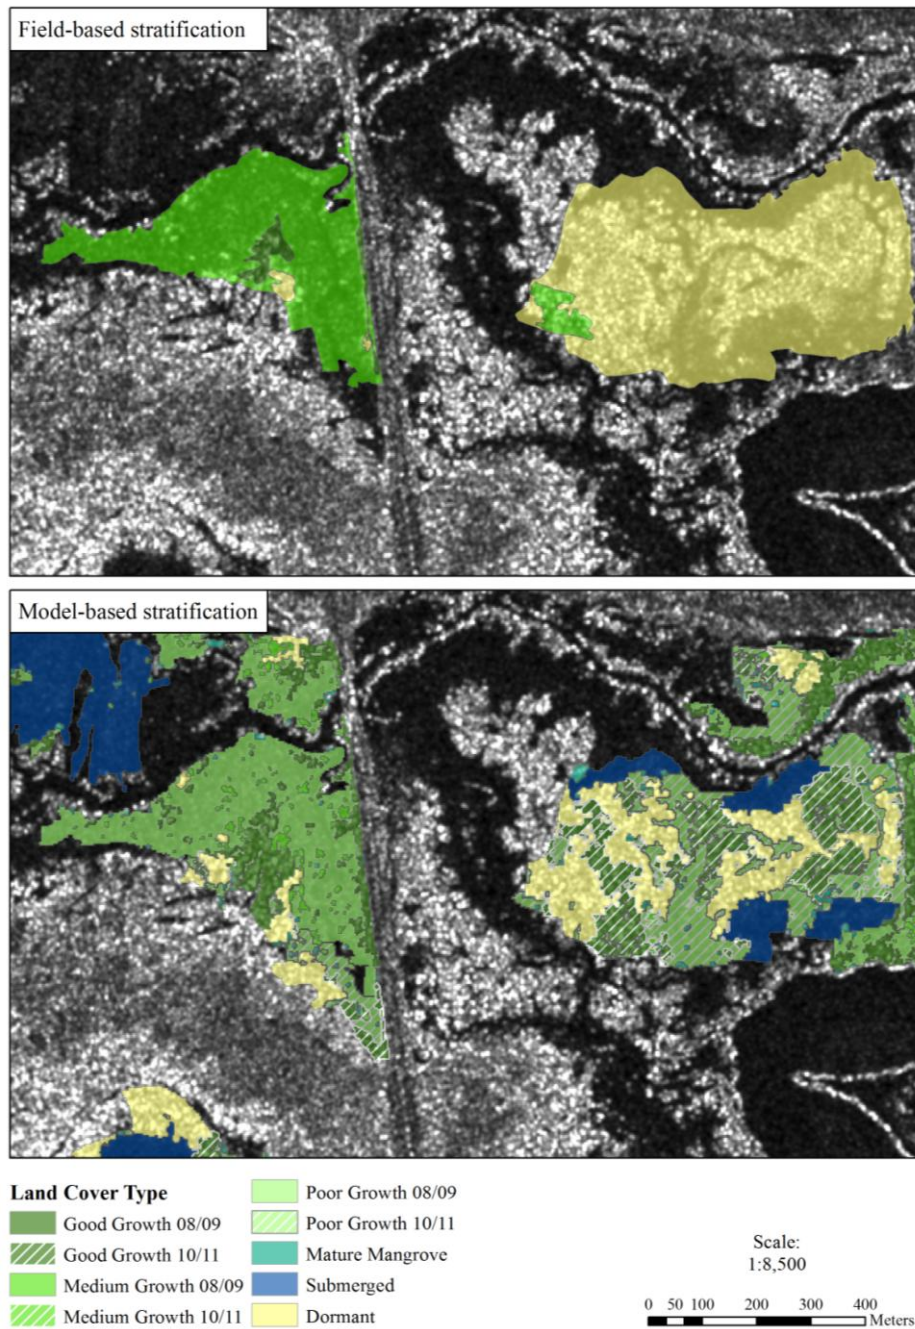 Field-based stratification
Model-based stratification
Land Cover Type
Good Growth 08/09
Good Growth 10/11
Medium Growth 08/09
Medium Growth 10/11
Poor Growth 08/09
Poor Growth 10/11
Mature Mangrove
Submerged
Dormant
Scale:
1:8,500
0 50 100 200 300 400
Meters